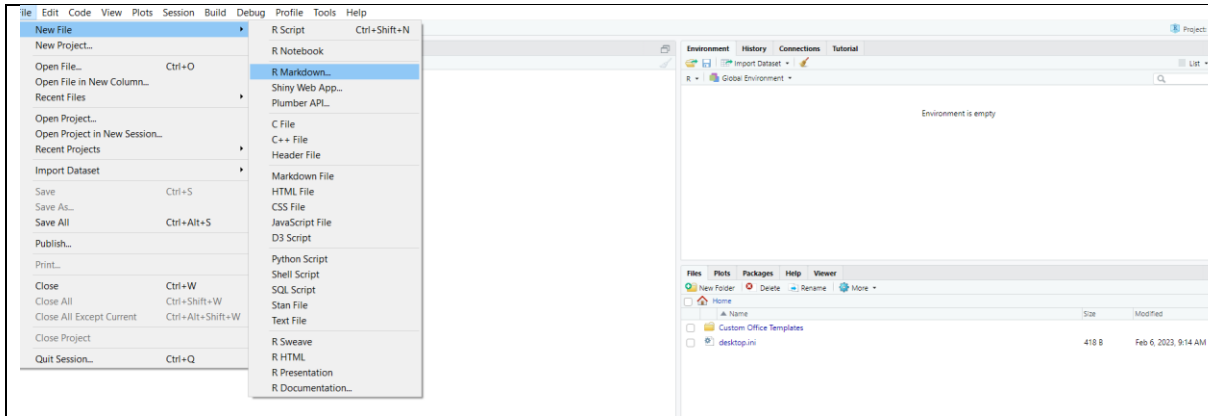 File Edit Code View Plots Session Build Debug Profile Tools Help
New File
New Project...
Open File... Ctrl+O
Open File in New Column...
Recent Files
Open Project...
Open Project in New Session...
Recent Projects
Import Dataset
Save Ctrl+S
Save As...
Save All Ctrl+Alt+S
Publish...
Print...
Close Ctrl+W
Close All Ctrl+Shift+W
Close All Except Current Ctrl+Alt+Shift+W
Close Project
Quit Session... Ctrl+Q
R Script Ctrl+Shift+N
R Notebook
R Markdown...
Shiny Web App...
Plumber API...
C File
C++ File
Header File
Markdown File
HTML File
CSS File
JavaScript File
D3 Script
Python Script
Shell Script
SQL Script
Stan File
Text File
R Sweave
R HTML
R Presentation
R Documentation...
R Project:
Environment History Connections Tutorial
Import Dataset List
R Global Environment
Environment is empty
Files Plots Packages Help Viewer
New Folder Delete Rename More
Home
Name Size Modified
Custom Office Templates
desktop.ini 418 B Feb 6, 2023, 9:14 AM